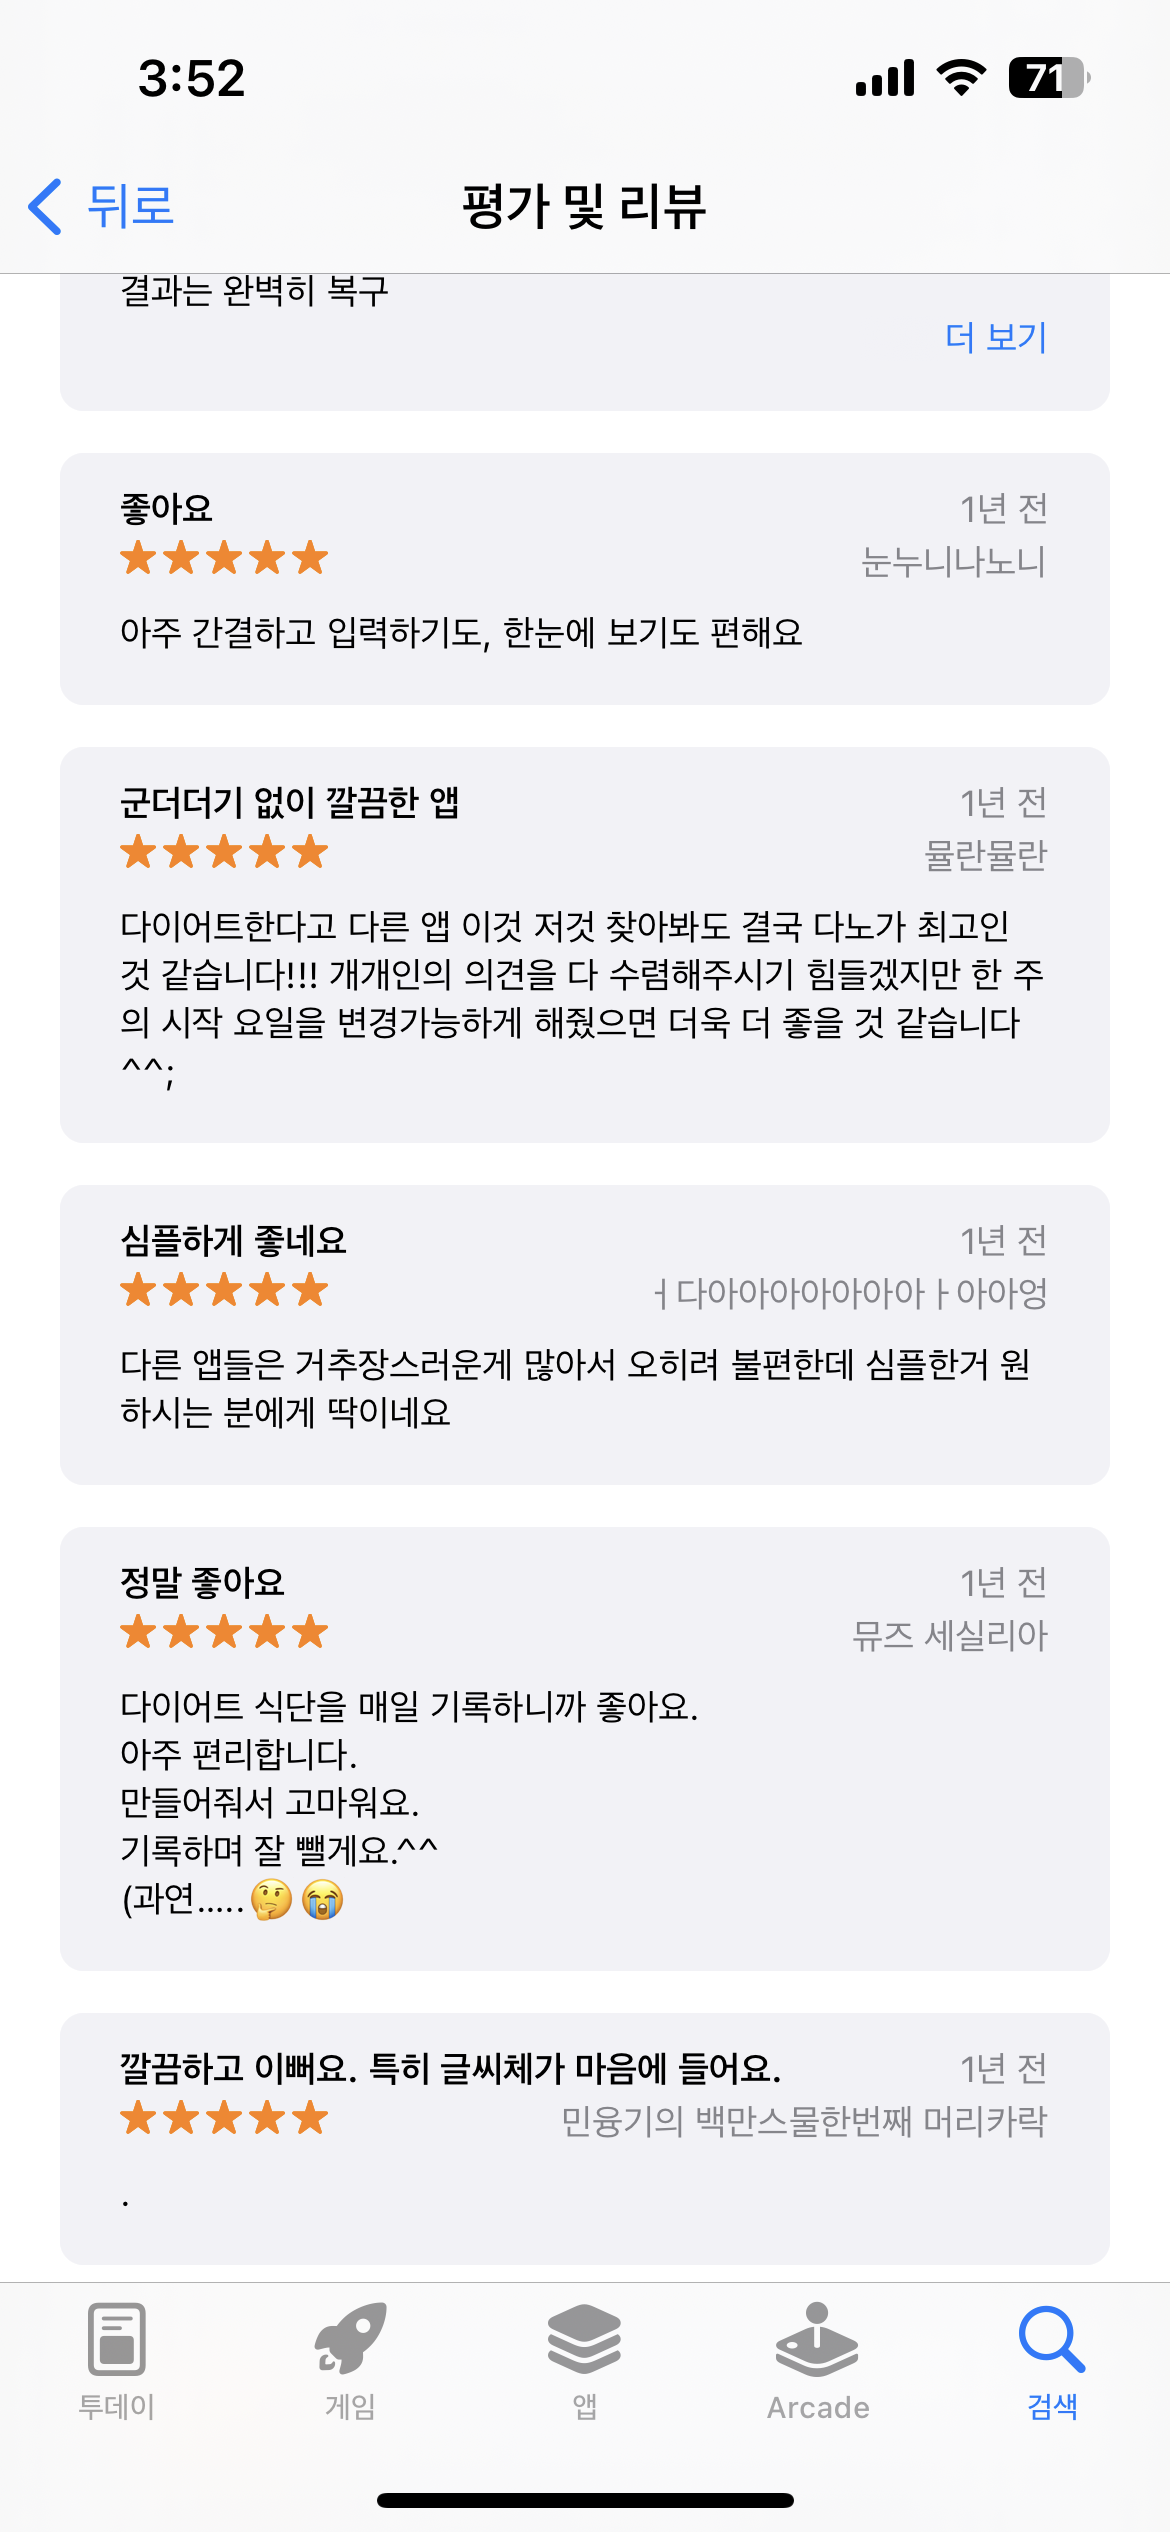 3:52
71
뒤로
평가 및 리뷰
결과는 완벽히 복구
더 보기
좋아요
1년 전
눈누니나노니
아주 간결하고 입력하기도, 한눈에 보기도 편해요
군더더기 없이 깔끔한 앱
1년 전
뮬란뮬란
다이어트한다고 다른 앱 이것 저것 찾아봐도 결국 다노가 최고인
것 같습니다!!! 개개인의 의견을 다 수렴해주시기 힘들겠지만 한 주
의 시작 요일을 변경가능하게 해줬으면 더욱 더 좋을 것 같습니다
^^;
심플하게 좋네요
1년 전
ㅓ다아아아아아아아ㅏ아아엉
다른 앱들은 거추장스러운게 많아서 오히려 불편한데 심플한거 원
하시는 분에게 딱이네요
정말 좋아요
1년 전
뮤즈 세실리아
다이어트 식단을 매일 기록하니까 좋아요.
아주 편리합니다.
만들어줘서 고마워요.
기록하며 잘 뺄게요.^^
(과연.....🤔😭
깔끔하고 이뻐요. 특히 글씨체가 마음에 들어요.
1년 전
민융기의 백만스물한번째 머리카락
.
투데이
게임
앱
Arcade
검색